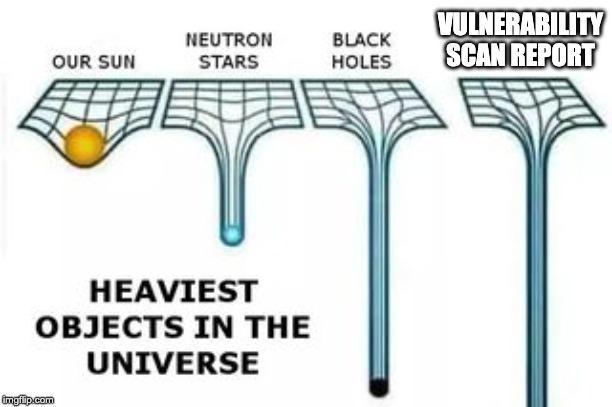 OUR SUN
NEUTRON
STARS
BLACK
HOLES
VULNERABILITY
SCAN REPORT
HEAVIEST
OBJECTS IN THE
UNIVERSE
imgflip.com